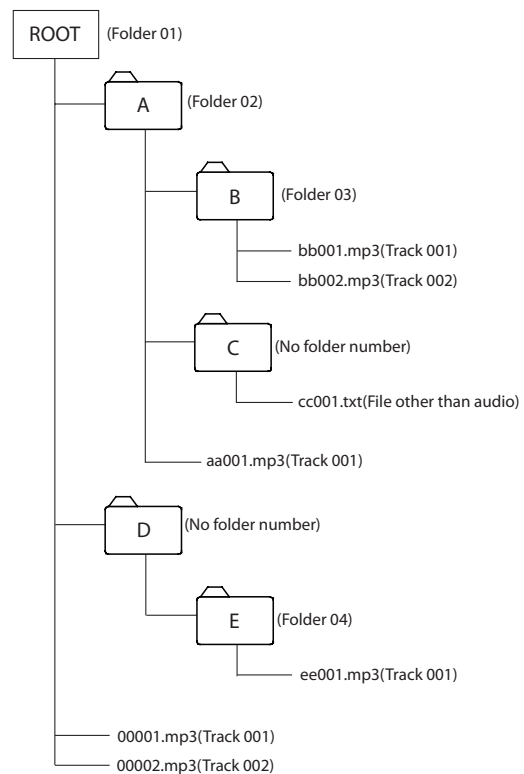 ROOT (Folder 01)
A (Folder 02)
B (Folder 03)
bb001.mp3(Track 001)
bb002.mp3(Track 002)
C (No folder number)
cc001.txt(File other than audio)
aa001.mp3(Track 001)
D (No folder number)
E (Folder 04)
ee001.mp3(Track 001)
00001.mp3(Track 001)
00002.mp3(Track 002)